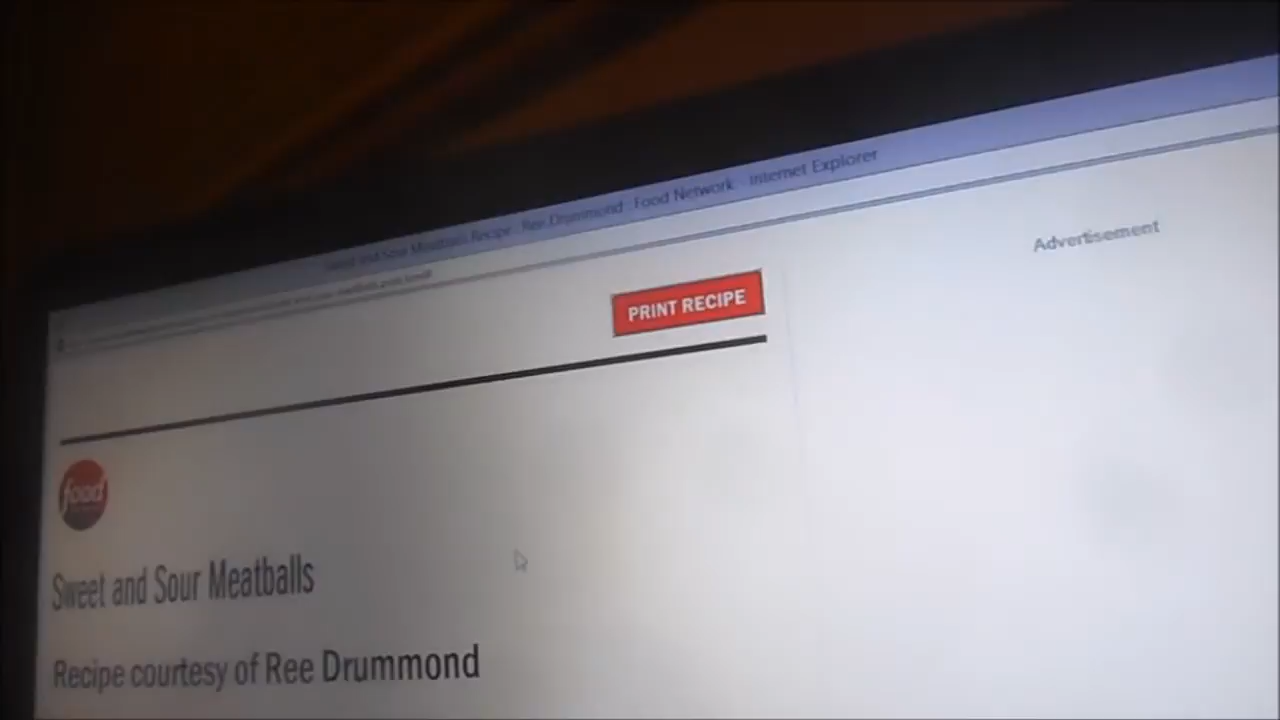 Sweet and Sour Meatballs Recipe : Ree Drummond : Food Network - Internet Explorer
Advertisement
PRINT RECIPE
food
Sweet and Sour Meatballs
Recipe courtesy of Ree Drummond